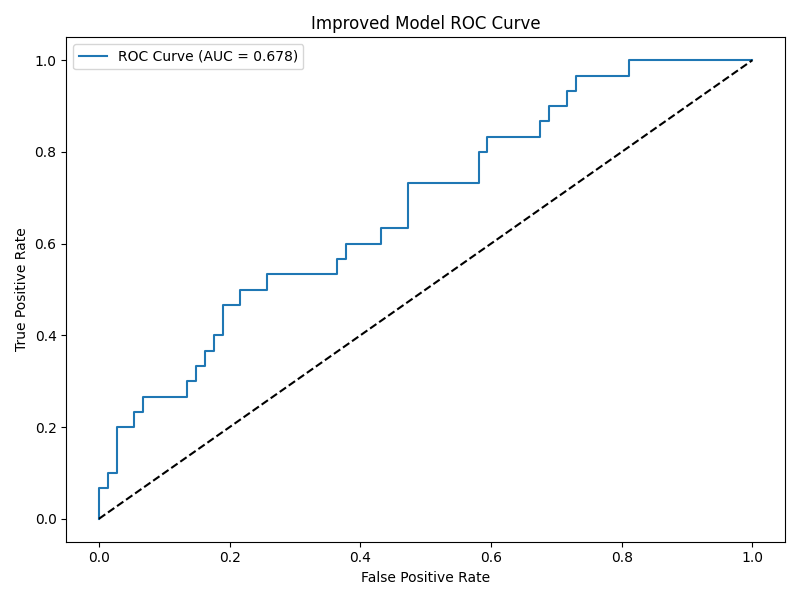 Improved Model ROC Curve
ROC Curve (AUC = 0.678)
1.0
0.8
0.6
0.4
0.2
0.0
True Positive Rate
0.0 0.2 0.4 0.6 0.8 1.0
False Positive Rate